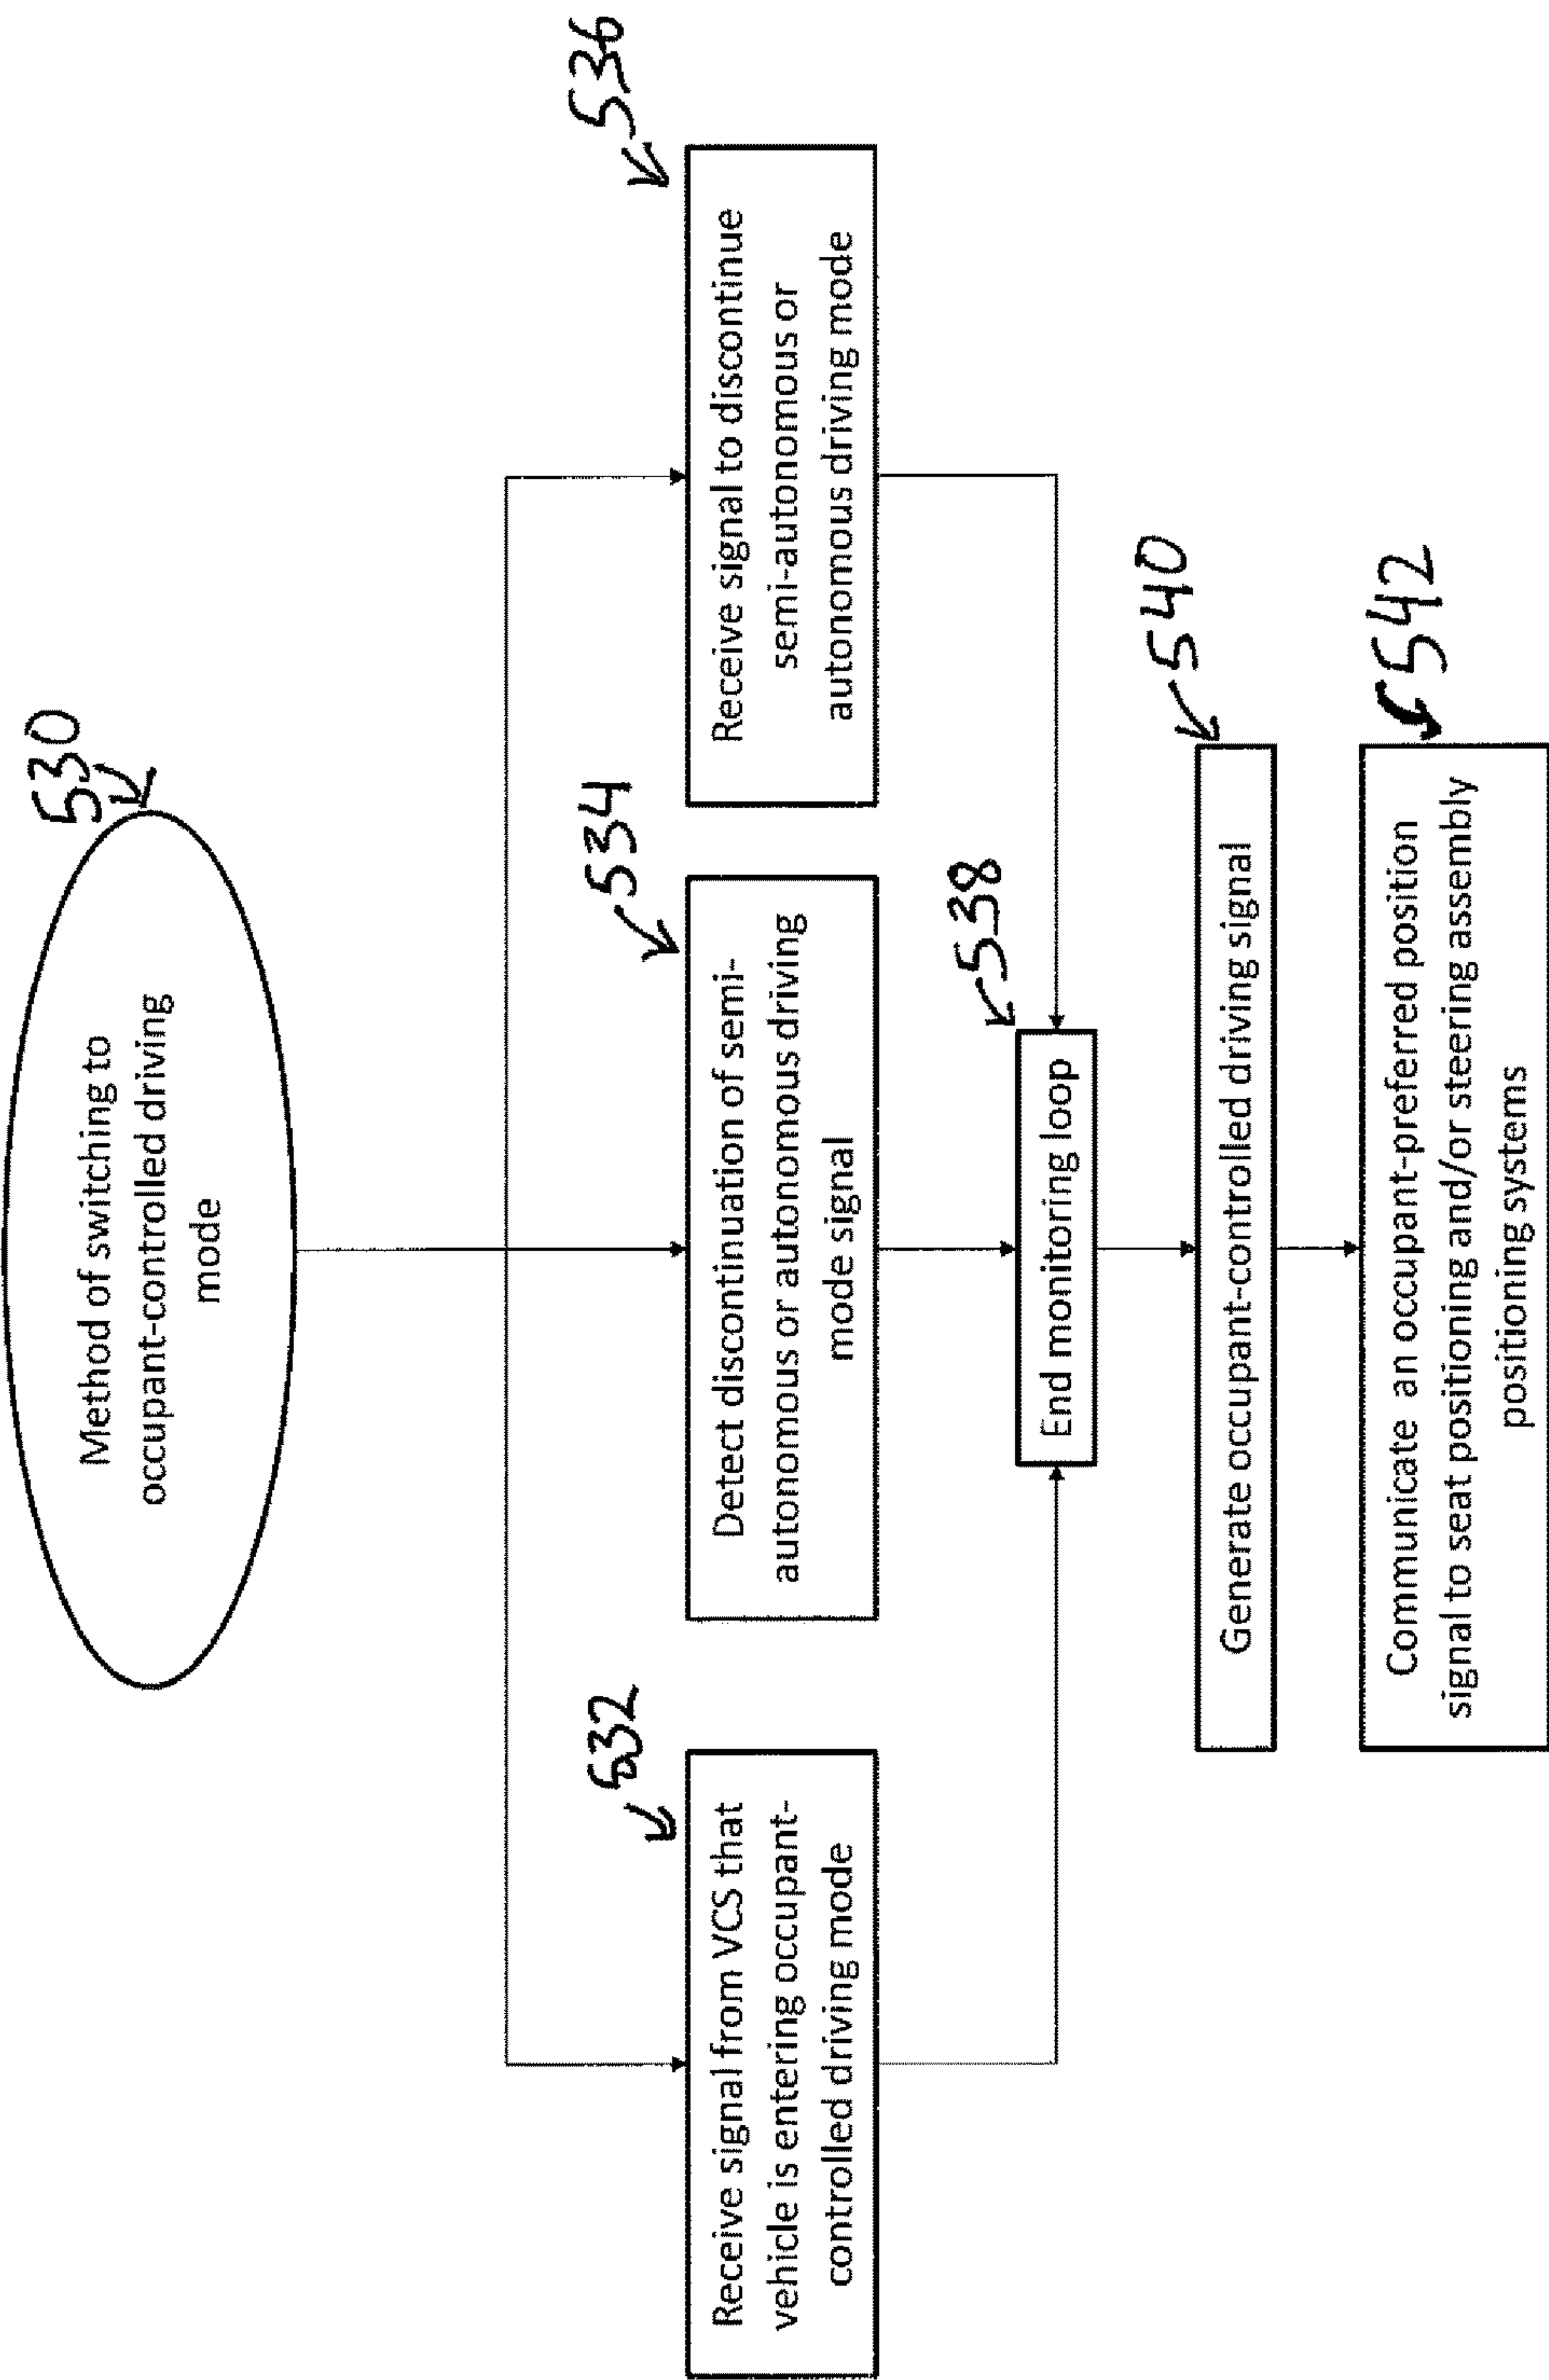 530
Method of switching to
occupant-controlled driving
mode
532
Receive signal from VCS that
vehicle is entering occupant-
controlled driving mode
534
Detect discontinuation of semi-
autonomous or autonomous driving
mode signal
536
Receive signal to discontinue
semi-autonomous or
autonomous driving mode
538
End monitoring loop
540
Generate occupant-controlled driving signal
542
Communicate an occupant-preferred position
signal to seat positioning and/or steering assembly
positioning systems